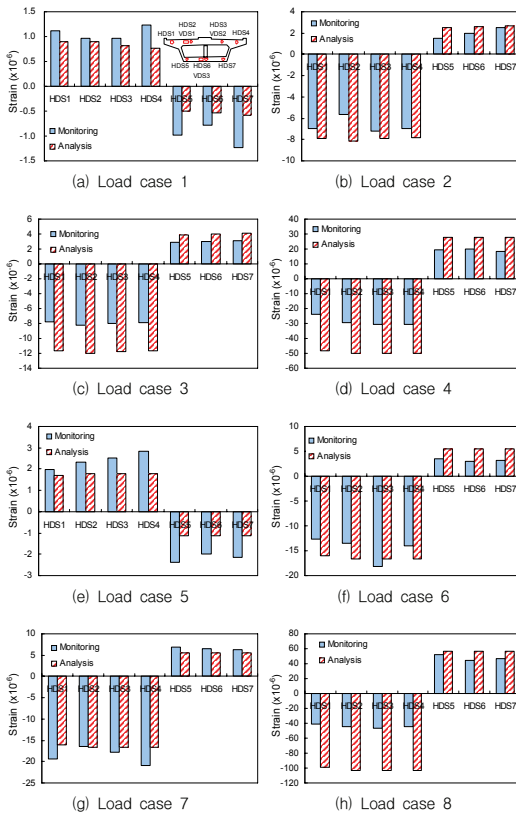 Strain (x10-6)
1.5
1.0
0.5
0.0
-0.5
-1.0
-1.5
HDS1 HDS2 HDS3 HDS4
HDS5 HDS6 HDS7
Monitoring
Analysis
HDS2 HDS3
HDS1 VDS1 VDS2 HDS4
HDS6
HDS5 HDS7
VDS3
(a) Load case 1
Strain (x10-6)
4
2
0
-2
-4
-6
-8
HDS1 HDS2 HDS3 HDS4
HDS5 HDS6 HDS7
Monitoring
Analysis
(b) Load case 2
Strain (x10-6)
6
4
2
0
-2
-4
-6
-8
-10
-12
-14
HDS1 HDS2 HDS3 HDS4
HDS5 HDS6 HDS7
Monitoring
Analysis
(c) Load case 3
Strain (x10-6)
40
30
20
10
0
-10
-20
-30
-40
-50
-60
HDS1 HDS2 HDS3 HDS4
HDS5 HDS6 HDS7
Monitoring
Analysis
(d) Load case 4
Strain (x10-6)
4
3
2
1
0
-1
-2
-3
HDS1 HDS2 HDS3 HDS4
HDS5 HDS6 HDS7
Monitoring
Analysis
(e) Load case 5
Strain (x10-6)
10
5
0
-5
-10
-15
-20
HDS1 HDS2 HDS3 HDS4
HDS5 HDS6 HDS7
Monitoring
Analysis
(f) Load case 6
Strain (x10-6)
10
5
0
-5
-10
-15
-20
-25
HDS1 HDS2 HDS3 HDS4
HDS5 HDS6 HDS7
Monitoring
Analysis
(g) Load case 7
Strain (x10-6)
80
60
40
20
0
-20
-40
-60
-80
-100
-120
HDS1 HDS2 HDS3 HDS4
HDS5 HDS6 HDS7
Monitoring
Analysis
(h) Load case 8